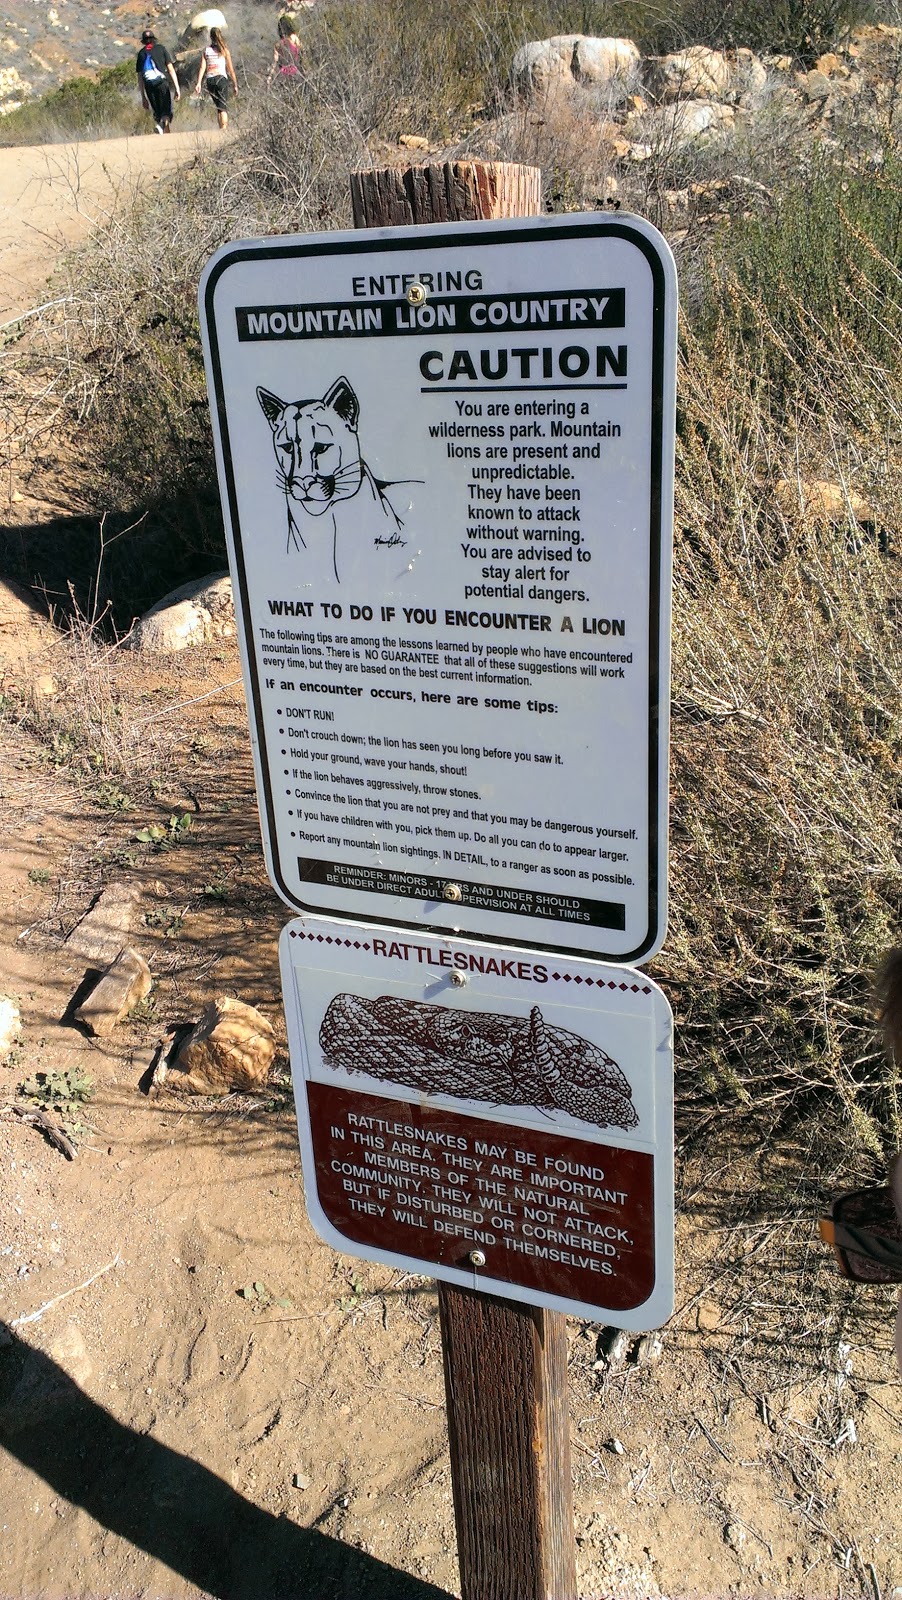 ENTERING
MOUNTAIN LION COUNTRY
CAUTION
You are entering a
wilderness park. Mountain
lions are present and
unpredictable.
They have been
known to attack
without warning.
You are advised to
stay alert for
potential dangers.
WHAT TO DO IF YOU ENCOUNTER A LION
The following tips are among the lessons learned by people who have encountered
mountain lions. There is NO GUARANTEE that all of these suggestions will work
every time, but they are based on the best current information.
If an encounter occurs, here are some tips:
• DON'T RUN!
• Don't crouch down; the lion has seen you long before you saw it.
• Hold your ground, wave your hands, shout!
• If the lion behaves aggressively, throw stones.
• Convince the lion that you are not prey and that you may be dangerous yourself.
• If you have children with you, pick them up. Do all you can do to appear larger.
• Report any mountain lion sightings, IN DETAIL, to a ranger as soon as possible.
REMINDER: MINORS - AND UNDER SHOULD
BE UNDER DIRECT ADULT SUPERVISION AT ALL TIMES
RATTLESNAKES
RATTLESNAKES MAY BE FOUND
IN THIS AREA. THEY ARE IMPORTANT
MEMBERS OF THE NATURAL
COMMUNITY. THEY WILL NOT ATTACK,
BUT IF DISTURBED OR CORNERED,
THEY WILL DEFEND THEMSELVES.